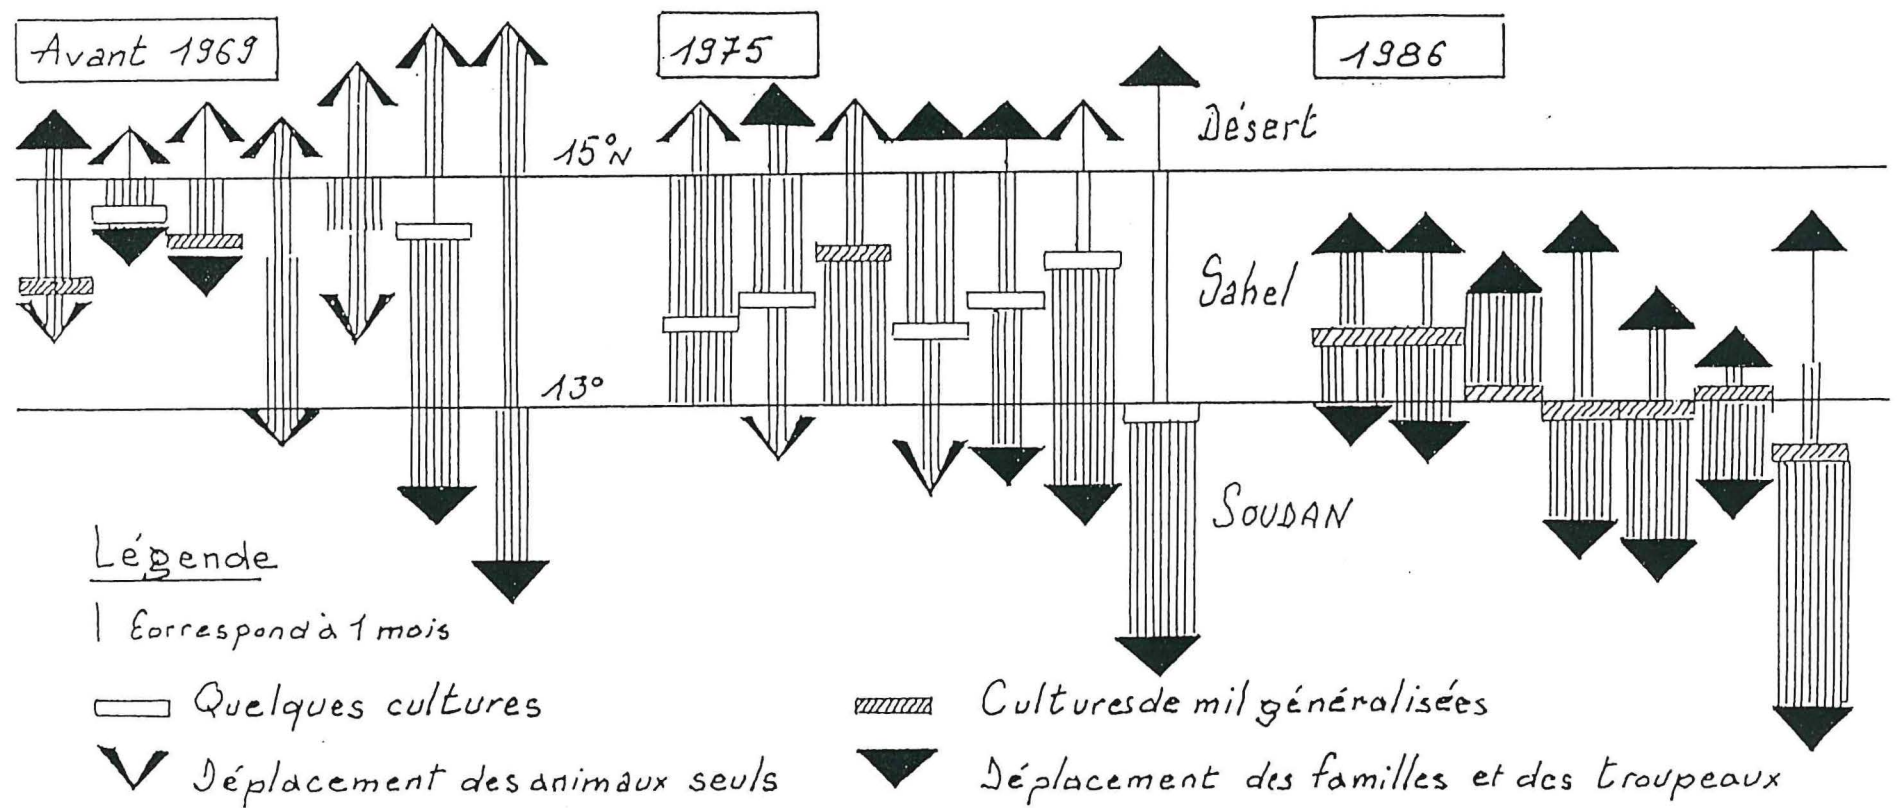 Avant 1969
1975
1986
Désert
15°N
Sahel
13°
SOUDAN
Légende
| Correspond à 1 mois
Quelques cultures
Cultures de mil généralisées
Déplacement des animaux seuls
Déplacement des familles et des troupeaux